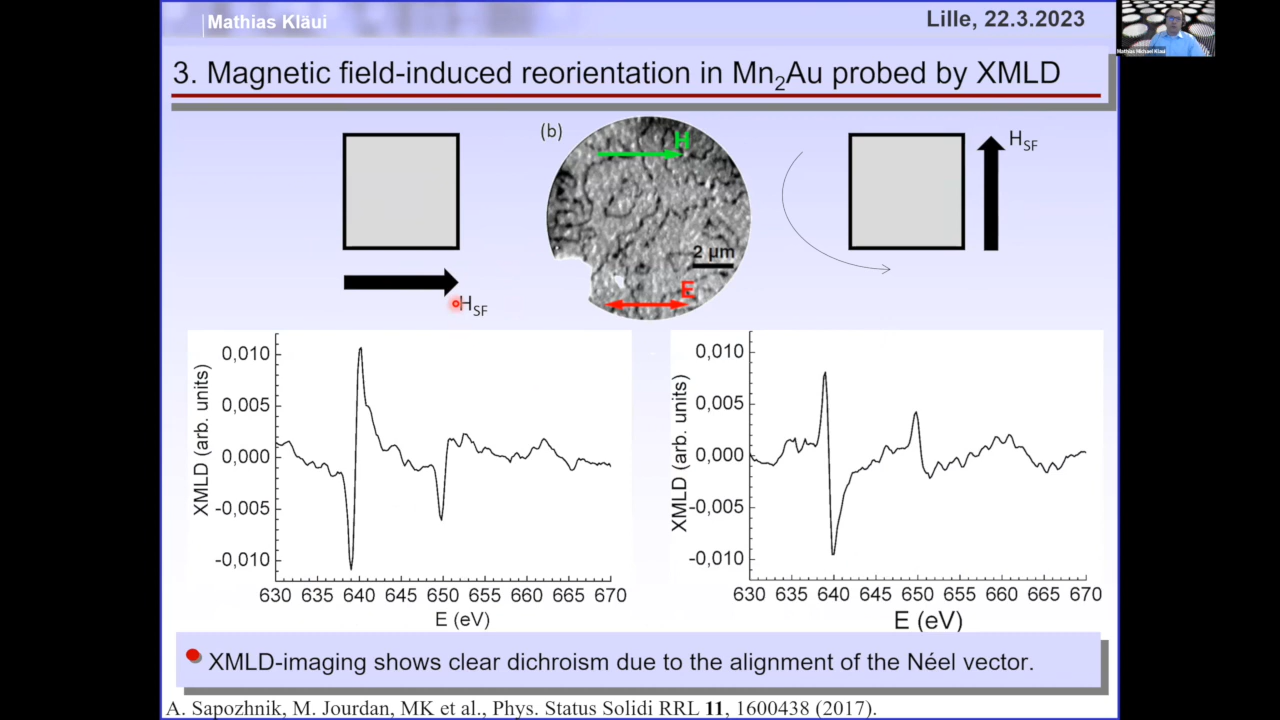 Mathias Kläui
Lille, 22.3.2023
Mathias Michael Klaui
3. Magnetic field-induced reorientation in Mn₂Au probed by XMLD
(b)
H
H_SF
2 µm
E
H_SF
XMLD (arb. units)
0,010
0,005
0,000
-0,005
-0,010
630 635 640 645 650 655 660 665 670
E (eV)
XMLD (arb. units)
0,010
0,005
0,000
-0,005
-0,010
630 635 640 645 650 655 660 665 670
E (eV)
XMLD-imaging shows clear dichroism due to the alignment of the Néel vector.
A. Sapozhnik, M. Jourdan, MK et al., Phys. Status Solidi RRL 11, 1600438 (2017).